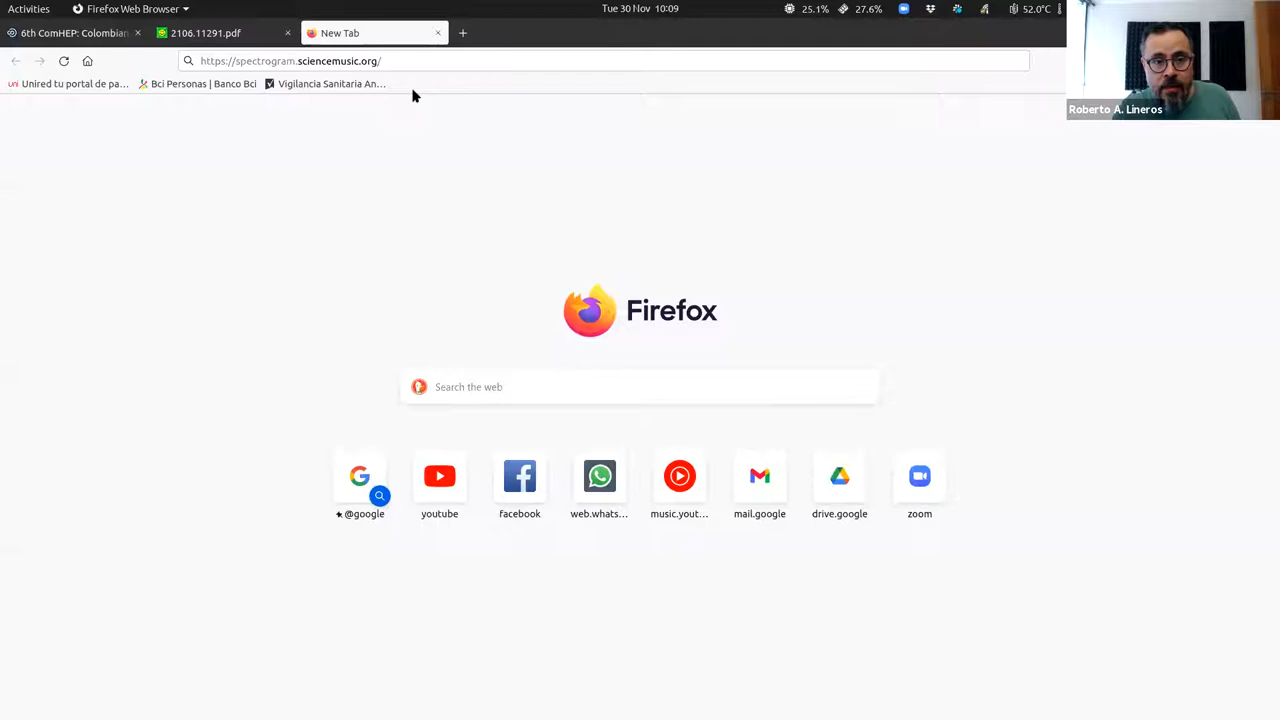 Activities Firefox Web Browser Tue 30 Nov 10:09 25.1% 27.6% 52.0°C
6th ComHEP: Colombian 2106.11291.pdf New Tab
https://spectrogram.sciencemusic.org/
Unired tu portal de pa... Bci Personas | Banco Bci Vigilancia Sanitaria An...
Roberto A. Lineros
Firefox
Search the web
@google youtube facebook web.whats... music.yout... mail.google drive.google zoom